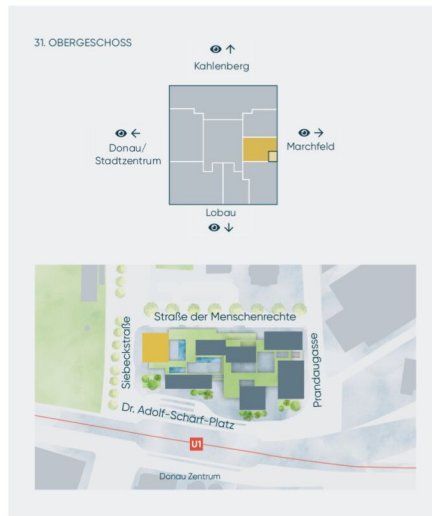 31. OBERGESCHOSS
Kahlenberg
Donau/
Stadtzentrum
Marchfeld
Lobau
Straße der Menschenrechte
Siebeckstraße
Prandaugasse
Dr. Adolf-Schärf-Platz
U1
Donau Zentrum